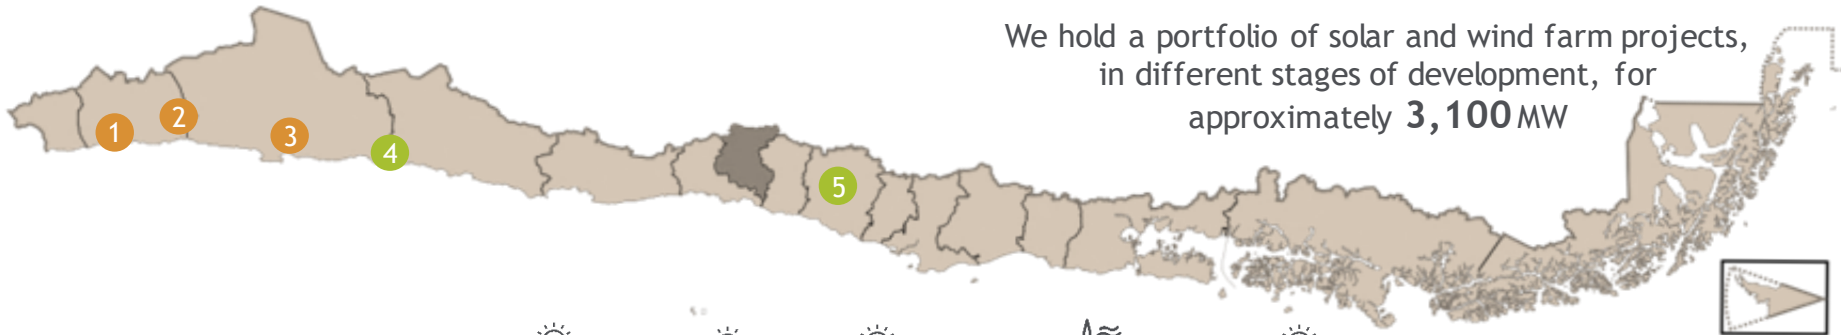 We hold a portfolio of solar and wind farm projects,
in different stages of development, for
approximately 3,100 MW
1
2
3
4
5